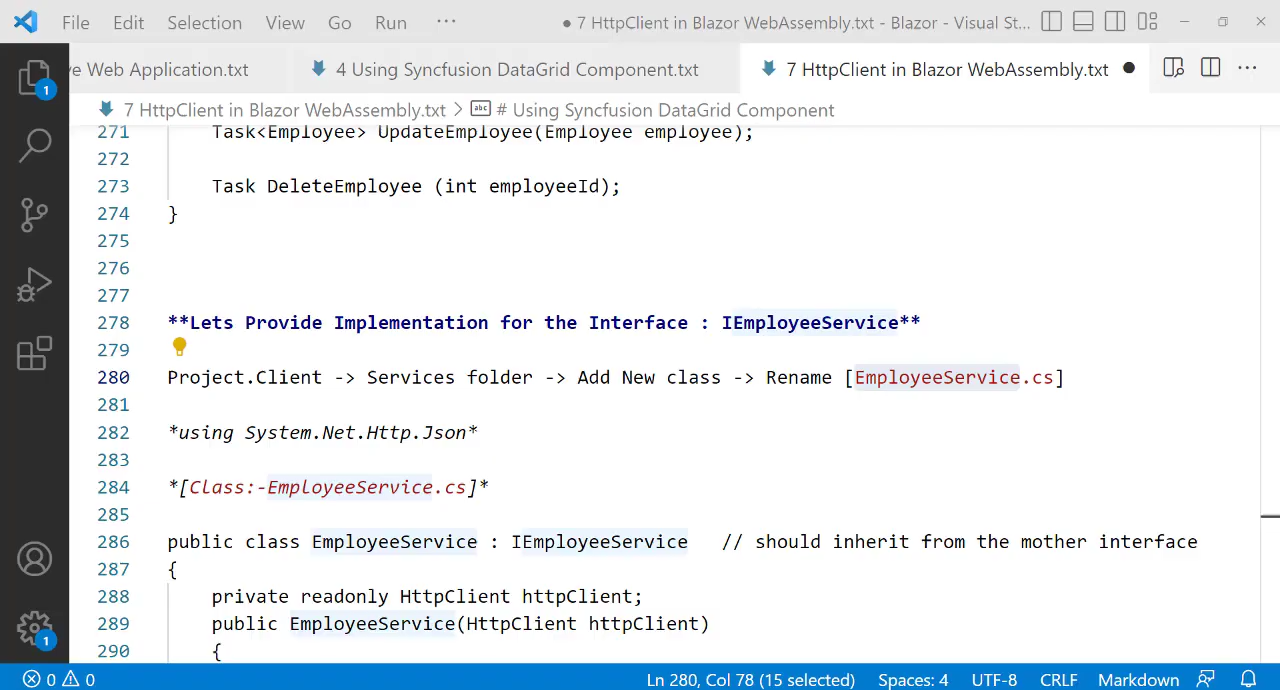 File Edit Selection View Go Run ··· ● 7 HttpClient in Blazor WebAssembly.txt - Blazor - Visual St...
ve Web Application.txt 4 Using Syncfusion DataGrid Component.txt 7 HttpClient in Blazor WebAssembly.txt ●
7 HttpClient in Blazor WebAssembly.txt > abc # Using Syncfusion DataGrid Component
271 Task<Employee> UpdateEmployee(Employee employee);
272
273 Task DeleteEmployee (int employeeId);
274 }
275
276
277
278 **Lets Provide Implementation for the Interface : IEmployeeService**
279
280 Project.Client -> Services folder -> Add New class -> Rename [EmployeeService.cs]
281
282 *using System.Net.Http.Json*
283
284 *[Class:-EmployeeService.cs]*
285
286 public class EmployeeService : IEmployeeService // should inherit from the mother interface
287 {
288 private readonly HttpClient httpClient;
289 public EmployeeService(HttpClient httpClient)
290 {
1
1
0 0 Ln 280, Col 78 (15 selected) Spaces: 4 UTF-8 CRLF Markdown